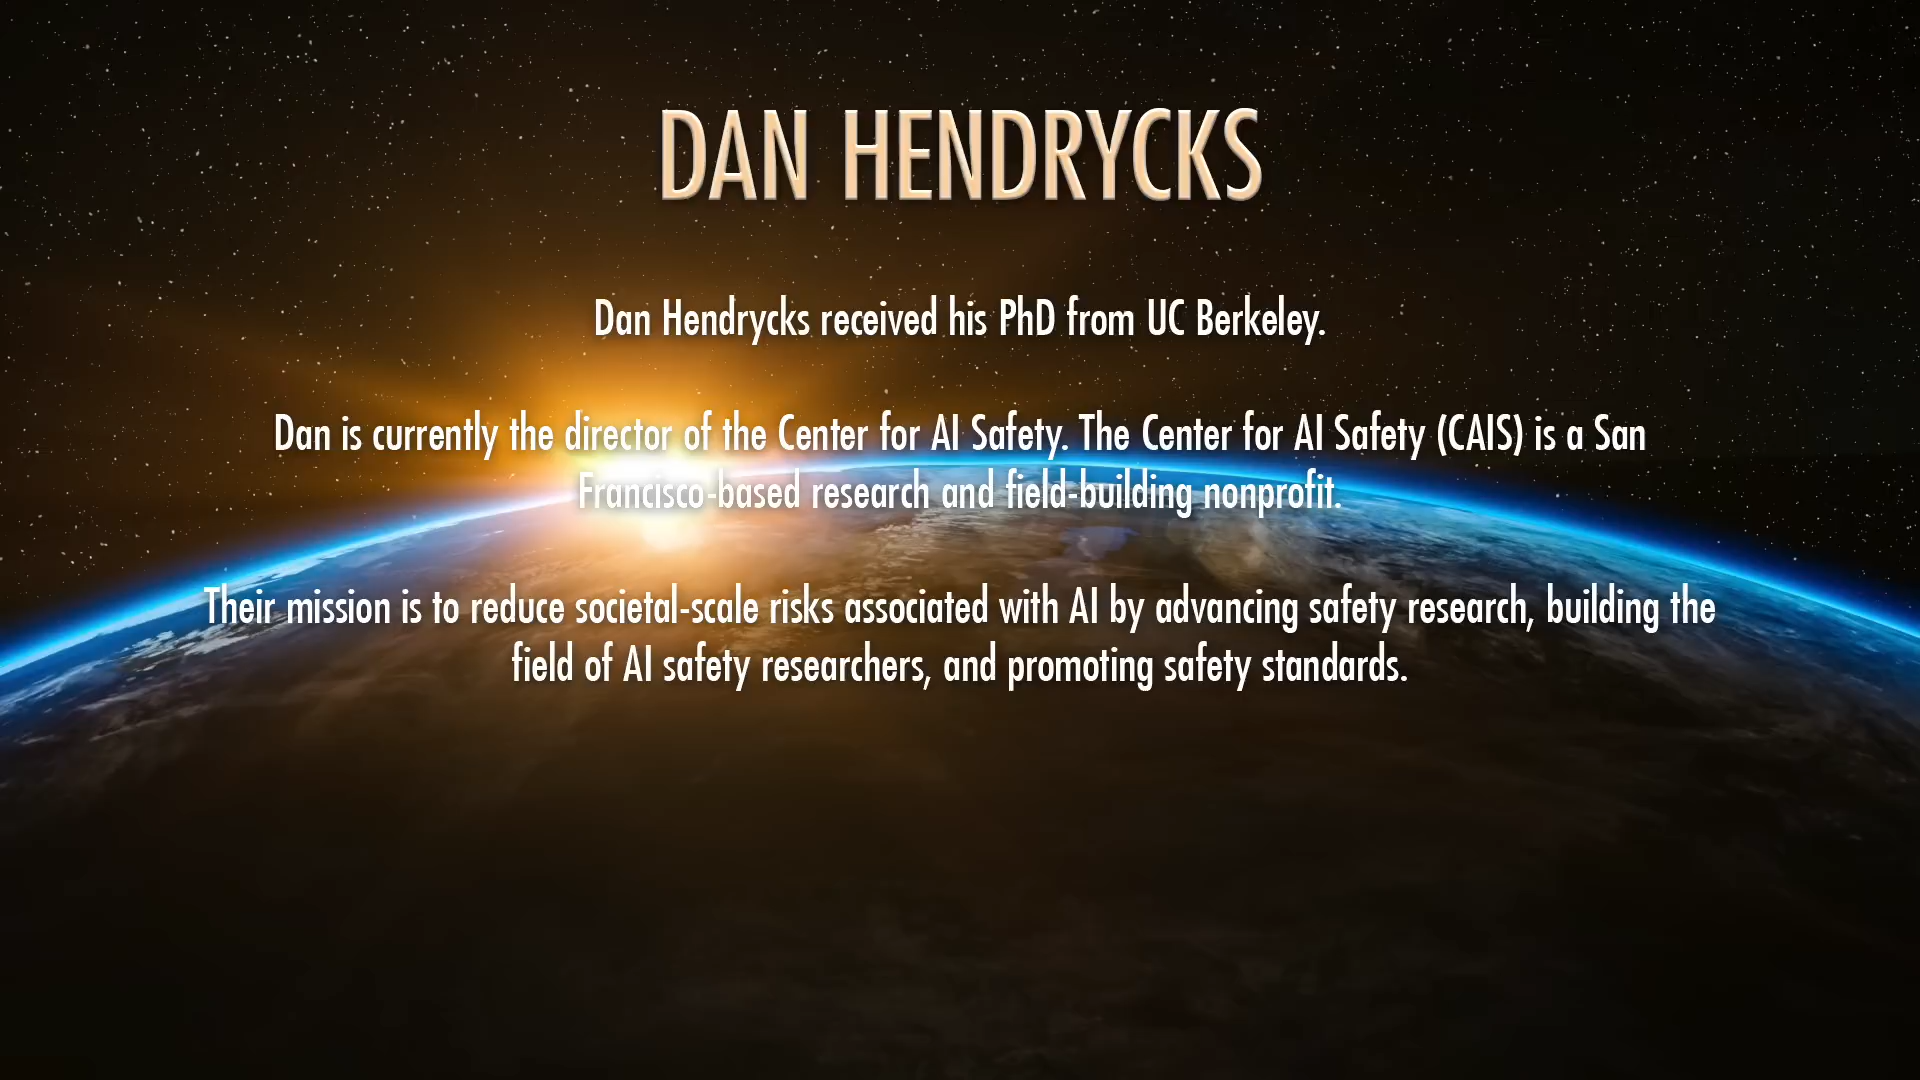 DAN HENDRYCKS
Dan Hendrycks received his PhD from UC Berkeley.
Dan is currently the director of the Center for AI Safety. The Center for AI Safety (CAIS) is a San
Francisco-based research and field-building nonprofit.
Their mission is to reduce societal-scale risks associated with AI by advancing safety research, building the
field of AI safety researchers, and promoting safety standards.